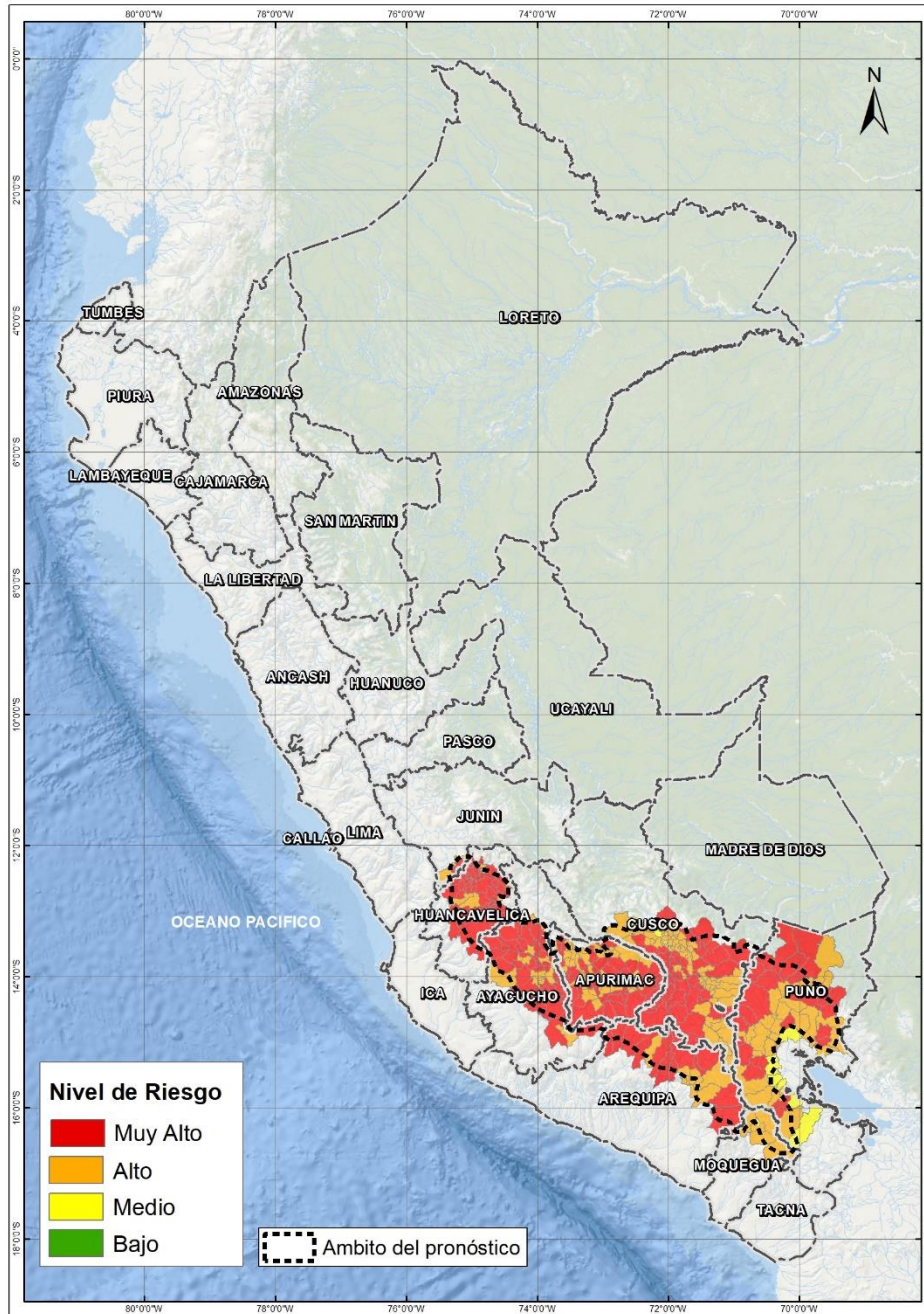 80°0'0"W
78°0'0"W
76°0'0"W
74°0'0"W
72°0'0"W
70°0'0"W
0°0'0"
2°0'0"S
4°0'0"S
6°0'0"S
8°0'0"S
10°0'0"S
12°0'0"S
14°0'0"S
16°0'0"S
18°0'0"S
N
TUMBES
LORETO
PIURA
AMAZONAS
LAMBAYEQUE
CAJAMARCA
SAN MARTIN
LA LIBERTAD
ANCASH
HUANUCO
UCAYALI
PASCO
JUNIN
CALLAO
LIMA
MADRE DE DIOS
OCEANO PACIFICO
HUANCAVELICA
CUSCO
ICA
AYACUCHO
APURIMAC
PUNO
AREQUIPA
MOQUEGUA
TACNA
Nivel de Riesgo
Muy Alto
Alto
Medio
Bajo
Ambito del pronóstico
80°0'0"W
78°0'0"W
76°0'0"W
74°0'0"W
72°0'0"W
70°0'0"W